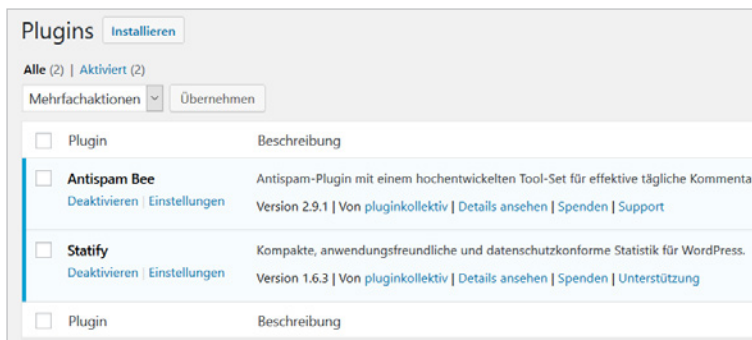 Plugins Installieren
Alle (2) | Aktiviert (2)
Mehrfachaktionen Übernehmen
Plugin Beschreibung
Antispam Bee Antispam-Plugin mit einem hochentwickelten Tool-Set für effektive tägliche Kommenta
Deaktivieren | Einstellungen Version 2.9.1 | Von pluginkollektiv | Details ansehen | Spenden | Support
Statify Kompakte, anwendungsfreundliche und datenschutzkonforme Statistik für WordPress.
Deaktivieren | Einstellungen Version 1.6.3 | Von pluginkollektiv | Details ansehen | Spenden | Unterstützung
Plugin Beschreibung